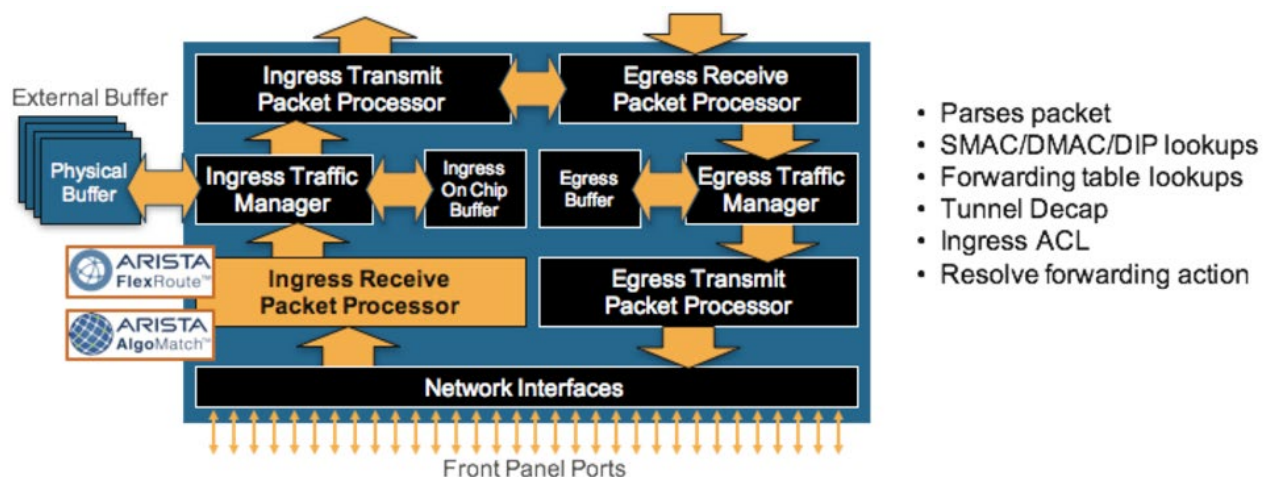 Ingress Transmit
Packet Processor
Egress Receive
Packet Processor
External Buffer
Physical
Buffer
Ingress Traffic
Manager
Ingress
On Chip
Buffer
Egress
Buffer
Egress Traffic
Manager
ARISTA
FlexRoute™
ARISTA
AlgoMatch™
Ingress Receive
Packet Processor
Egress Transmit
Packet Processor
Network Interfaces
Front Panel Ports
• Parses packet
• SMAC/DMAC/DIP lookups
• Forwarding table lookups
• Tunnel Decap
• Ingress ACL
• Resolve forwarding action